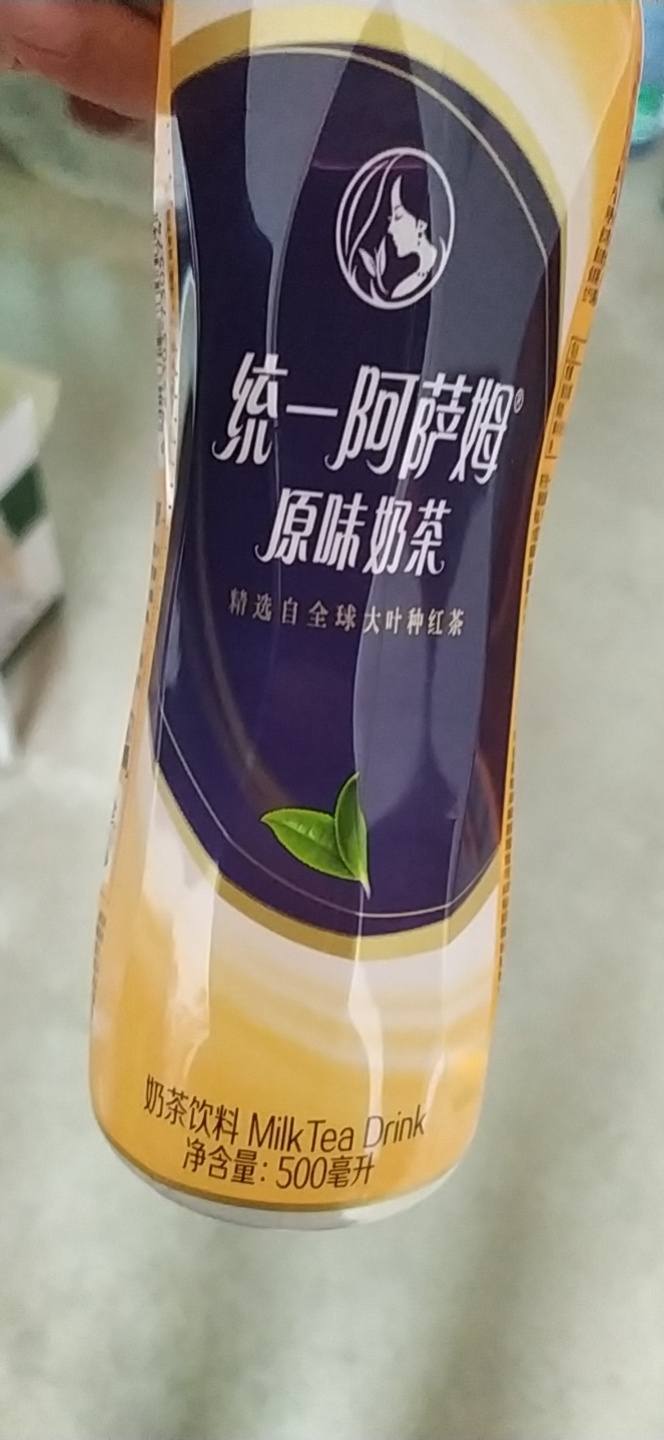 统一阿萨姆®
原味奶茶
精选自全球大叶种红茶
奶茶饮料 Milk Tea Drink
净含量：500毫升